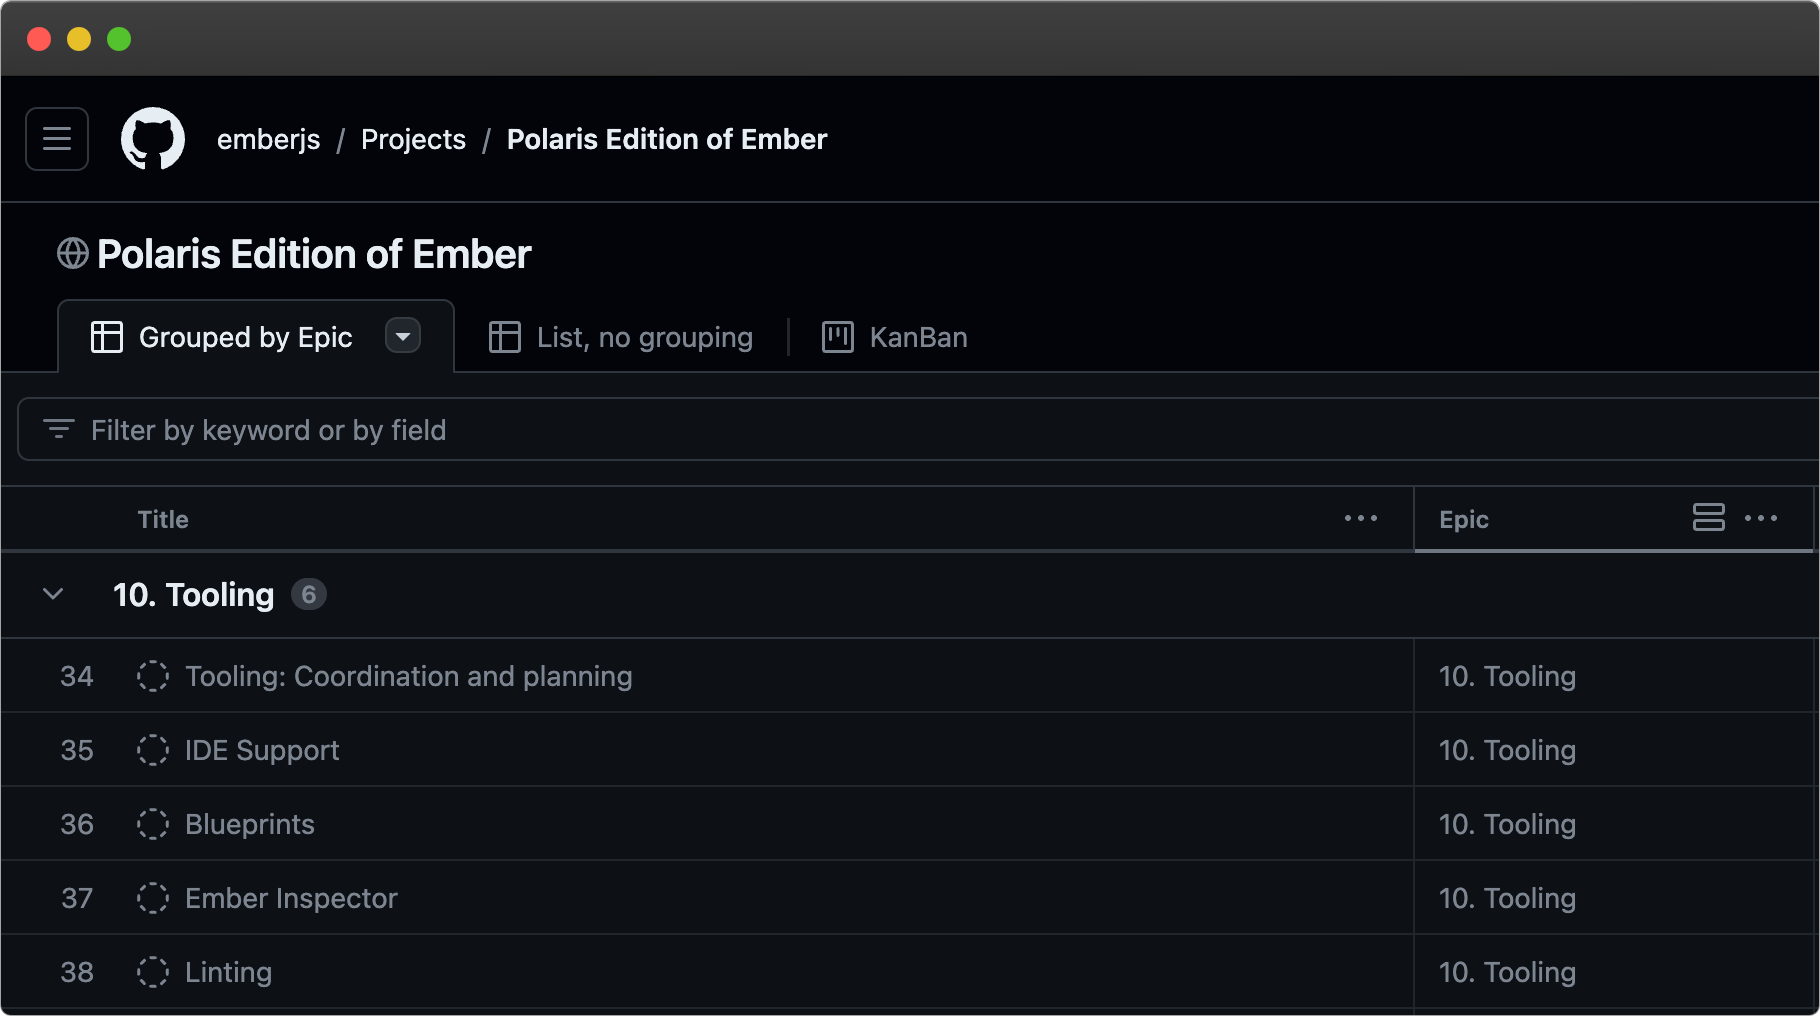 emberjs / Projects / Polaris Edition of Ember
Polaris Edition of Ember
Grouped by Epic List, no grouping KanBan
Filter by keyword or by field
Title Epic
10. Tooling 6
34 Tooling: Coordination and planning 10. Tooling
35 IDE Support 10. Tooling
36 Blueprints 10. Tooling
37 Ember Inspector 10. Tooling
38 Linting 10. Tooling